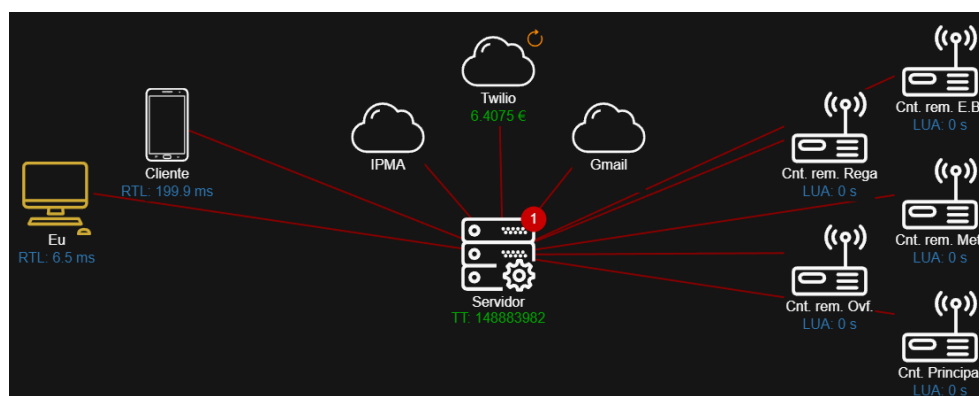 Twilio
6.4075 €
IPMA
Gmail
Cliente
RTL: 199.9 ms
Eu
RTL: 6.5 ms
1
Servidor
TT: 148883982
Cnt. rem. E.B
LUA: 0 s
Cnt. rem. Rega
LUA: 0 s
Cnt. rem. Met
LUA: 0 s
Cnt. rem. Ovf.
LUA: 0 s
Cnt. Principa
LUA: 0 s